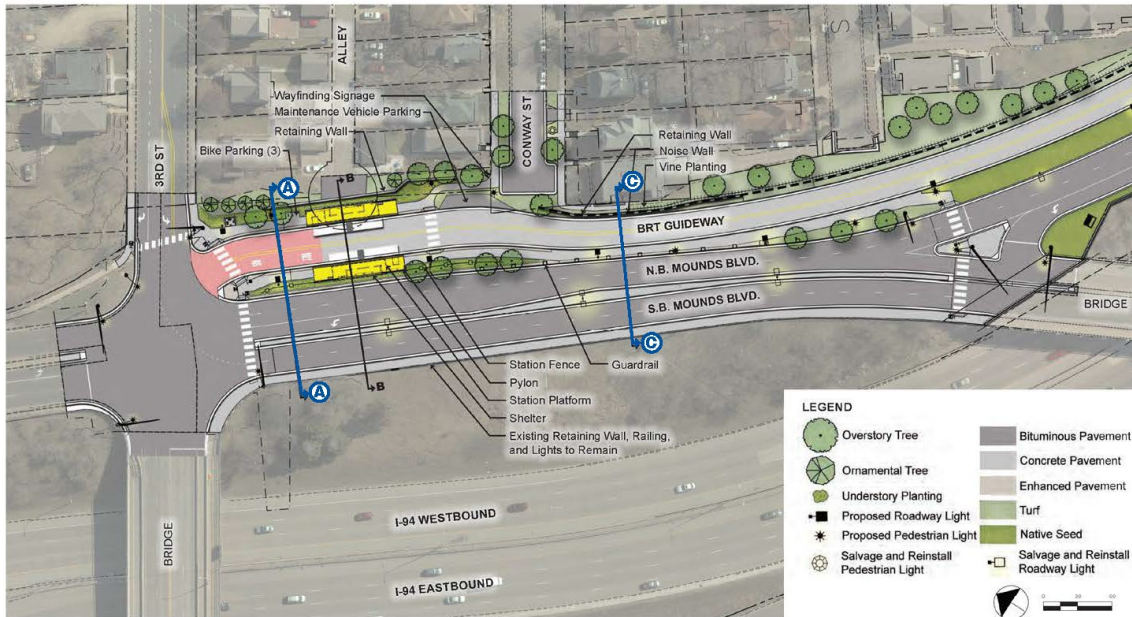 3RD ST
ALLEY
CONWAY ST
Wayfinding Signage
Maintenance Vehicle Parking
Retaining Wall
Bike Parking (3)
Retaining Wall
Noise Wall
Vine Planting
A
B
C
BRT GUIDEWAY
N.B. MOUNDS BLVD.
S.B. MOUNDS BLVD.
BRIDGE
C
B
A
Station Fence
Guardrail
Pylon
Station Platform
Shelter
Existing Retaining Wall, Railing,
and Lights to Remain
I-94 WESTBOUND
I-94 EASTBOUND
BRIDGE
LEGEND
Overstory Tree
Ornamental Tree
Understory Planting
Proposed Roadway Light
Proposed Pedestrian Light
Salvage and Reinstall
Pedestrian Light
Bituminous Pavement
Concrete Pavement
Enhanced Pavement
Turf
Native Seed
Salvage and Reinstall
Roadway Light